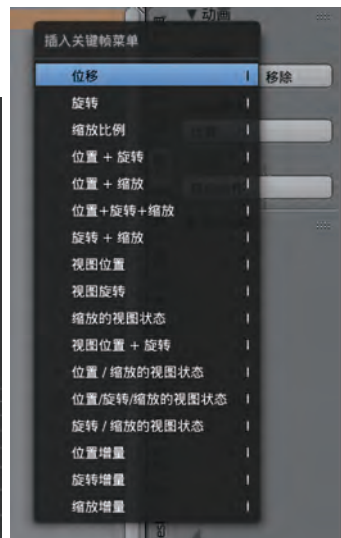 ▼ 动画
插入关键帧菜单
位移 I
移除
旋转 I
缩放比例 I
位置 + 旋转 I
位置 + 缩放 I
位置+旋转+缩放 I
旋转 + 缩放 I
视图位置 I
视图旋转 I
缩放的视图状态 I
视图位置 + 旋转 I
位置 / 缩放的视图状态 I
位置/旋转/缩放的视图状态 I
旋转 / 缩放的视图状态 I
位置增量 I
旋转增量 I
缩放增量 I